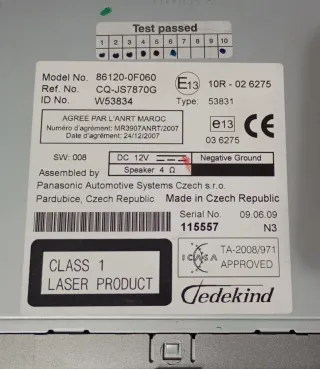 Test passed
1 2 3 4 5 6 7 8 9 10
Model No. 86120-0F060
Ref. No. CQ-JS7870G
ID No. W53834
E13 10R - 02 6275
Type: 53831
AGREE PAR L'ANRT MAROC
Numéro d'agrément: MR3907ANRT/2007
Date d'agrément: 24/12/2007
e13 CE
03 6275
SW: 008
DC 12V
Negative Ground
Speaker 4 Ω
Assembled by
Panasonic Automotive Systems Czech s.r.o.
Pardubice, Czech Republic
Made in Czech Republic
Serial No. 09.06.09
115557 N3
CLASS 1
LASER PRODUCT
ICASA
TA-2008/971
APPROVED
Dedekind